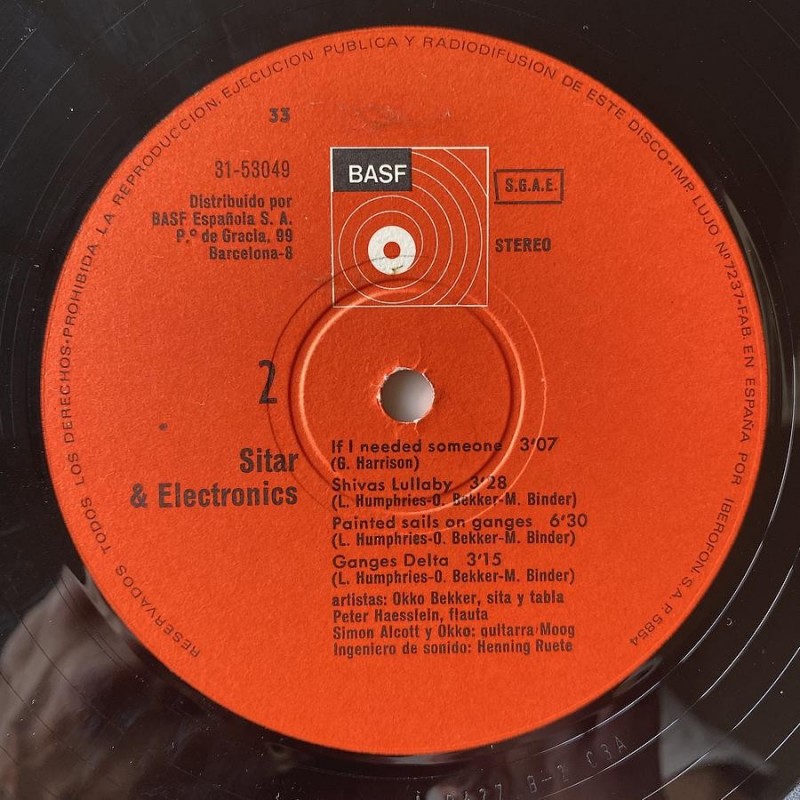 RESERVADOS TODOS LOS DERECHOS·PROHIBIDA LA REPRODUCCION, EJECUCION PUBLICA Y RADIODIFUSION DE ESTE DISCO·IMP. LUJO Nº 7237·FAB. EN ESPAÑA POR IBEROFON, S.A. P. 5864
33
31-53049
Distribuido por
BASF Española S. A.
P.º de Gracia, 99
Barcelona-8
BASF
S.G.A.E.
STEREO
2
Sitar
& Electronics
If I needed someone 3'07
(G. Harrison)
Shivas Lullaby 3'28
(L. Humphries-O. Bekker-M. Binder)
Painted sails on ganges 6'30
(L. Humphries-O. Bekker-M. Binder)
Ganges Delta 3'15
(L. Humphries-O. Bekker-M. Binder)
artistas: Okko Bekker, sita y tabla
Peter Haesslein, flauta
Simon Alcott y Okko: guitarra/Moog
Ingeniero de sonido: Henning Ruete
B-2 C3A